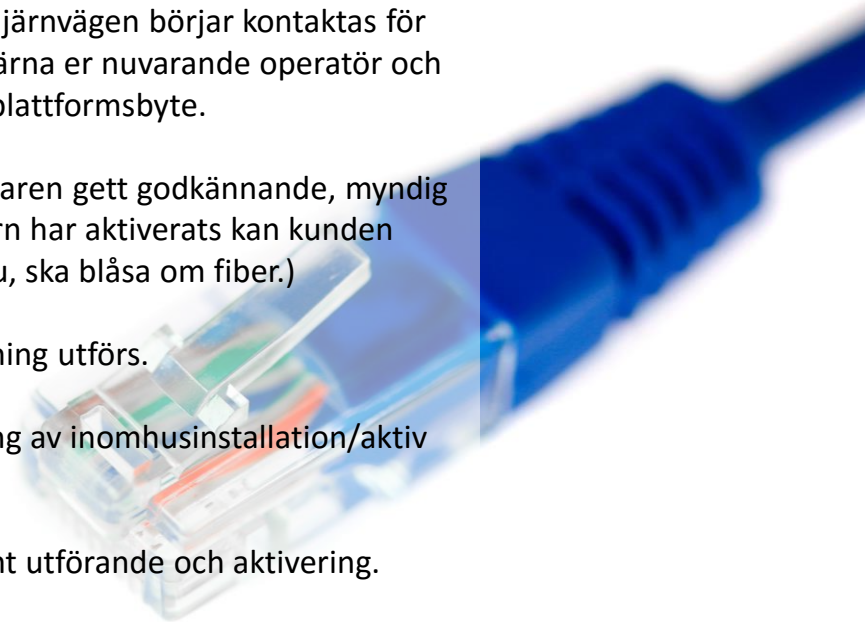 järnvägen börjar kontaktas för
ärna er nuvarande operatör och
plattformsbyte.
aren gett godkännande, myndig
rn har aktiverats kan kunden
u, ska blåsa om fiber.)
ning utförs.
ng av inomhusinstallation/aktiv
nt utförande och aktivering.